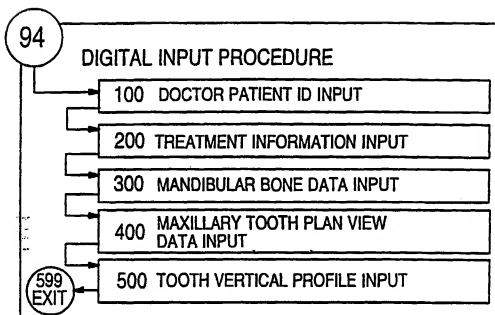 94
DIGITAL INPUT PROCEDURE
100 DOCTOR PATIENT ID INPUT
200 TREATMENT INFORMATION INPUT
300 MANDIBULAR BONE DATA INPUT
400 MAXILLARY TOOTH PLAN VIEW
DATA INPUT
500 TOOTH VERTICAL PROFILE INPUT
599
EXIT